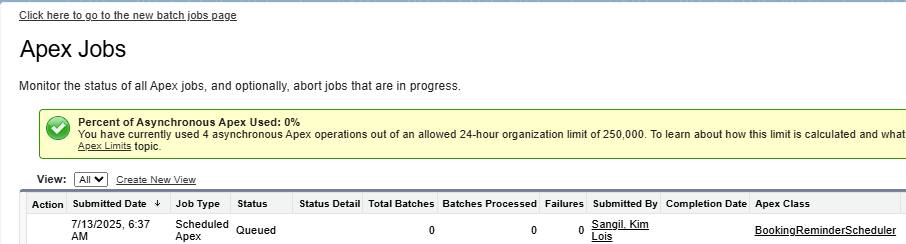 Click here to go to the new batch jobs page
Apex Jobs
Monitor the status of all Apex jobs, and optionally, abort jobs that are in progress.
Percent of Asynchronous Apex Used: 0%
You have currently used 4 asynchronous Apex operations out of an allowed 24-hour organization limit of 250,000. To learn about how this limit is calculated and what
Apex Limits topic.
View: All Create New View
Action Submitted Date ↓ Job Type Status Status Detail Total Batches Batches Processed Failures Submitted By Completion Date Apex Class
7/13/2025, 6:37 AM Scheduled Apex Queued 0 0 0 Sangil, Kim Lois BookingReminderScheduler